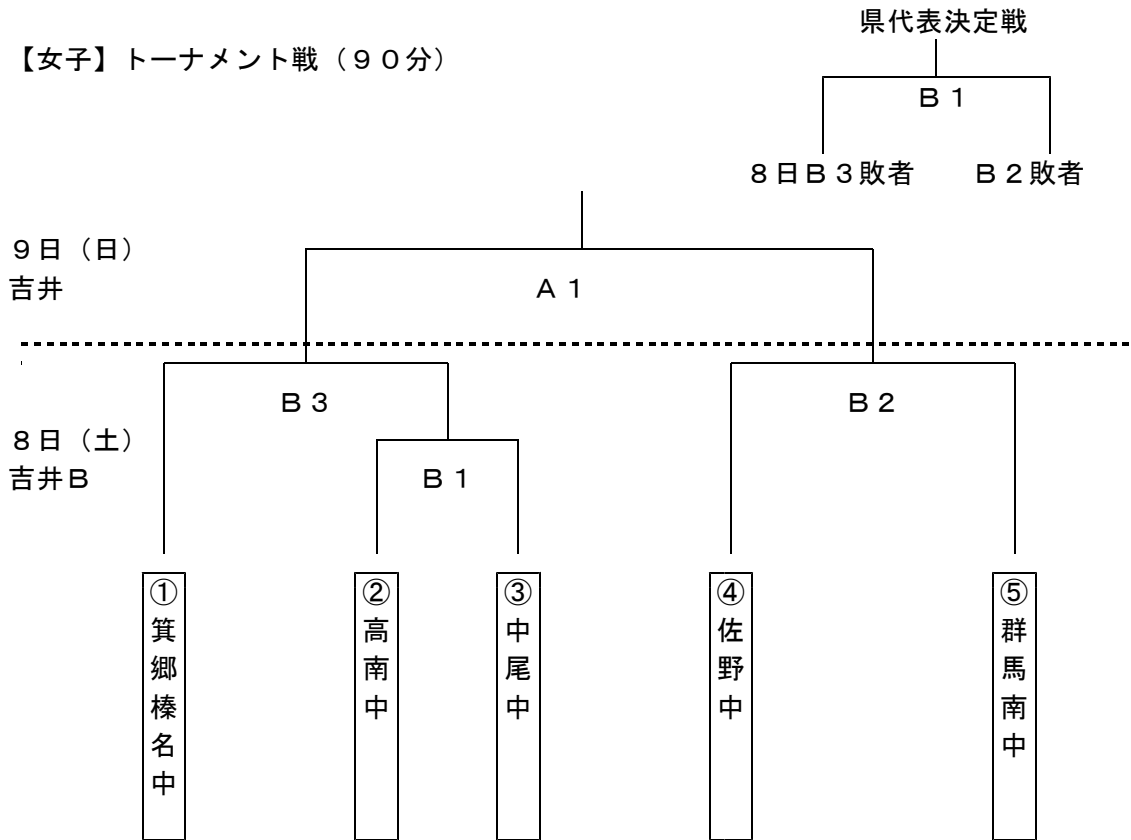 県代表決定戦
【女子】トーナメント戦（９０分）
Ｂ１
８日Ｂ３敗者　Ｂ２敗者
９日（日）
吉井
Ａ１
Ｂ３
Ｂ２
８日（土）
吉井Ｂ
Ｂ１
①箕郷榛名中
②高南中
③中尾中
④佐野中
⑤群馬南中